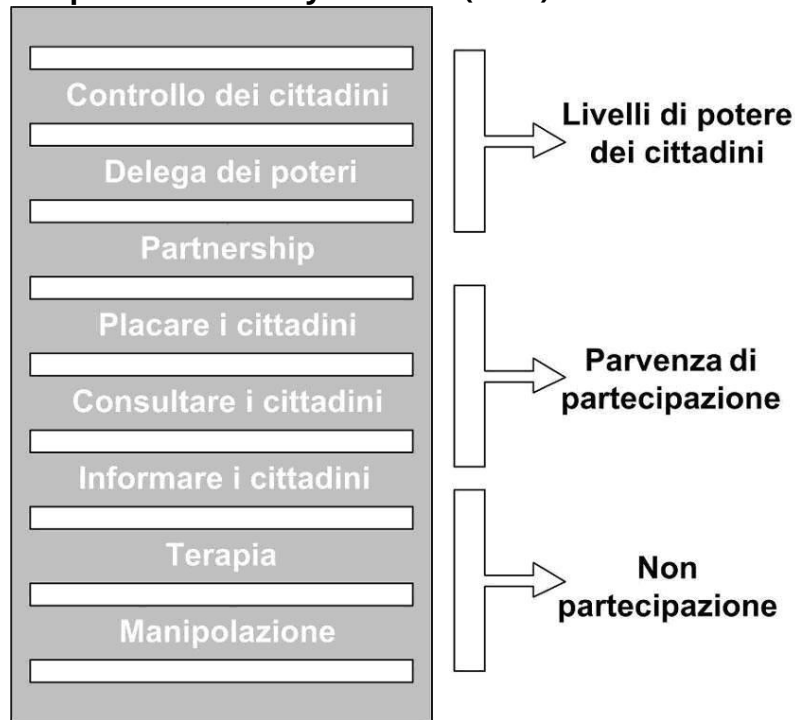 Controllo dei cittadini
Delega dei poteri
Partnership
Placare i cittadini
Consultare i cittadini
Informare i cittadini
Terapia
Manipolazione
Livelli di potere
dei cittadini
Parvenza di
partecipazione
Non
partecipazione